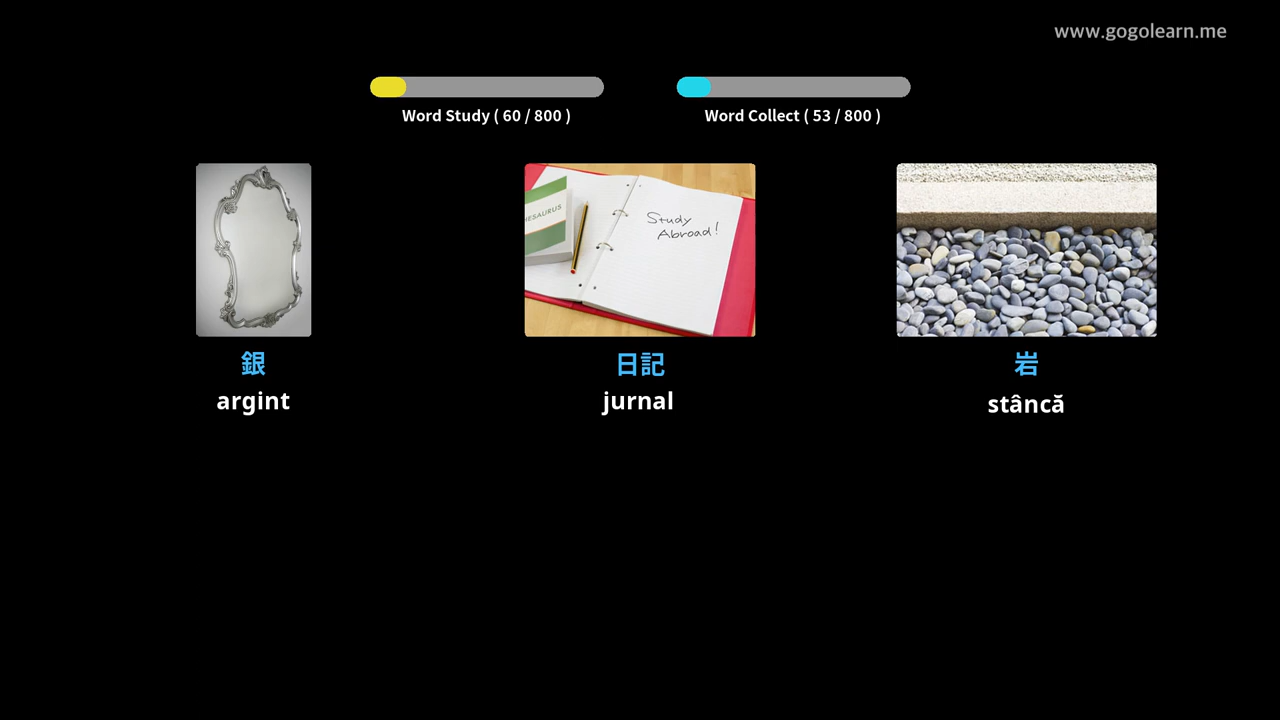 www.gogolearn.me
Word Study ( 60 / 800 )
Word Collect ( 53 / 800 )
HESAURUS
Study
Abroad!
銀
日記
岩
argint
jurnal
stâncă